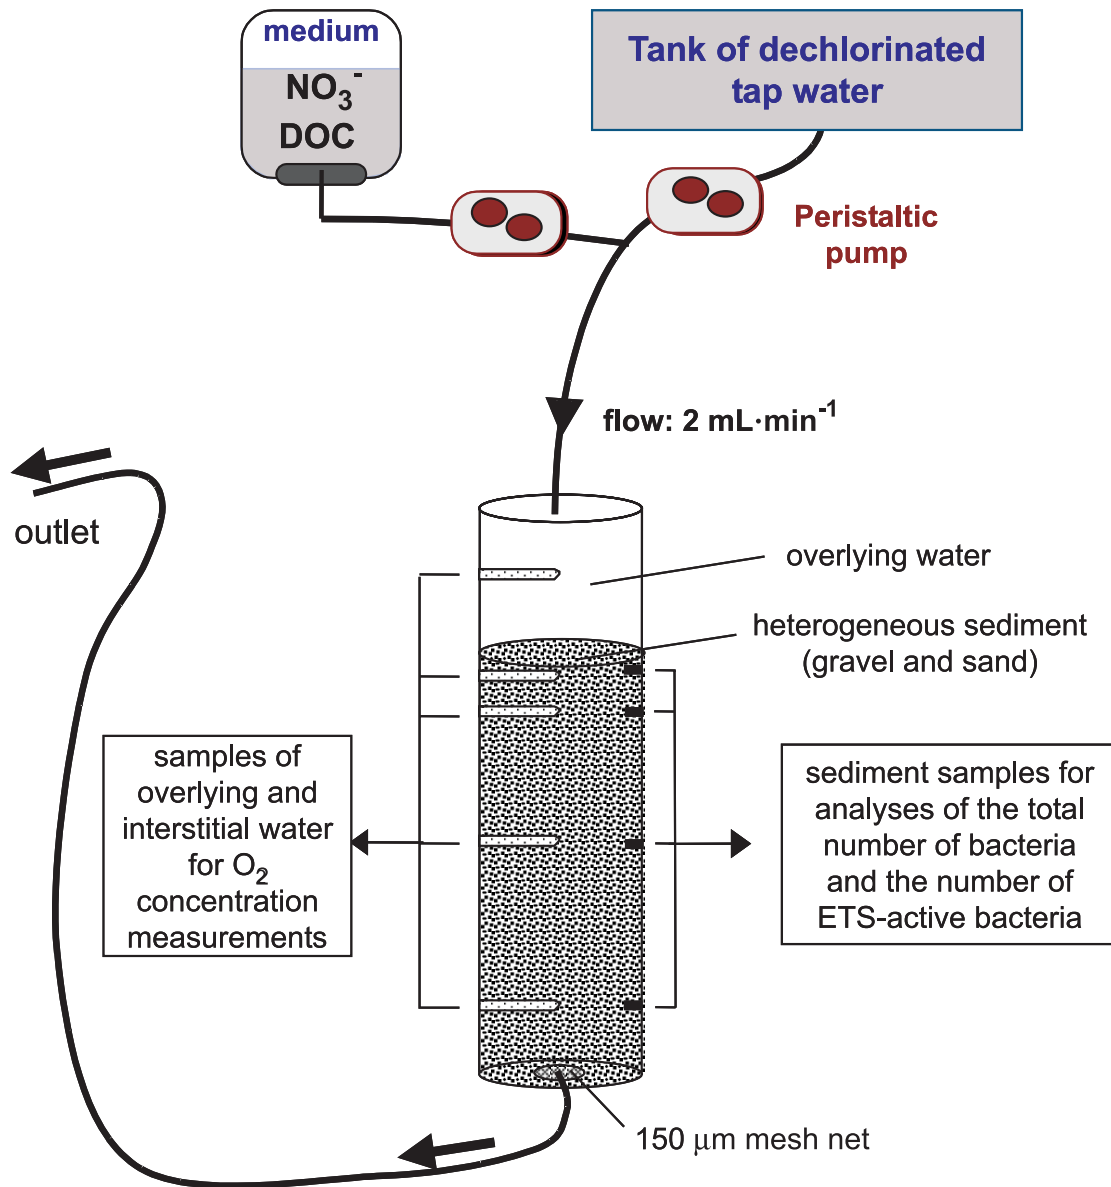 medium
NO₃⁻
DOC
Tank of dechlorinated
tap water
Peristaltic
pump
flow: 2 mL·min⁻¹
outlet
overlying water
heterogeneous sediment
(gravel and sand)
samples of
overlying and
interstitial water
for O₂
concentration
measurements
sediment samples for
analyses of the total
number of bacteria
and the number of
ETS-active bacteria
150 μm mesh net